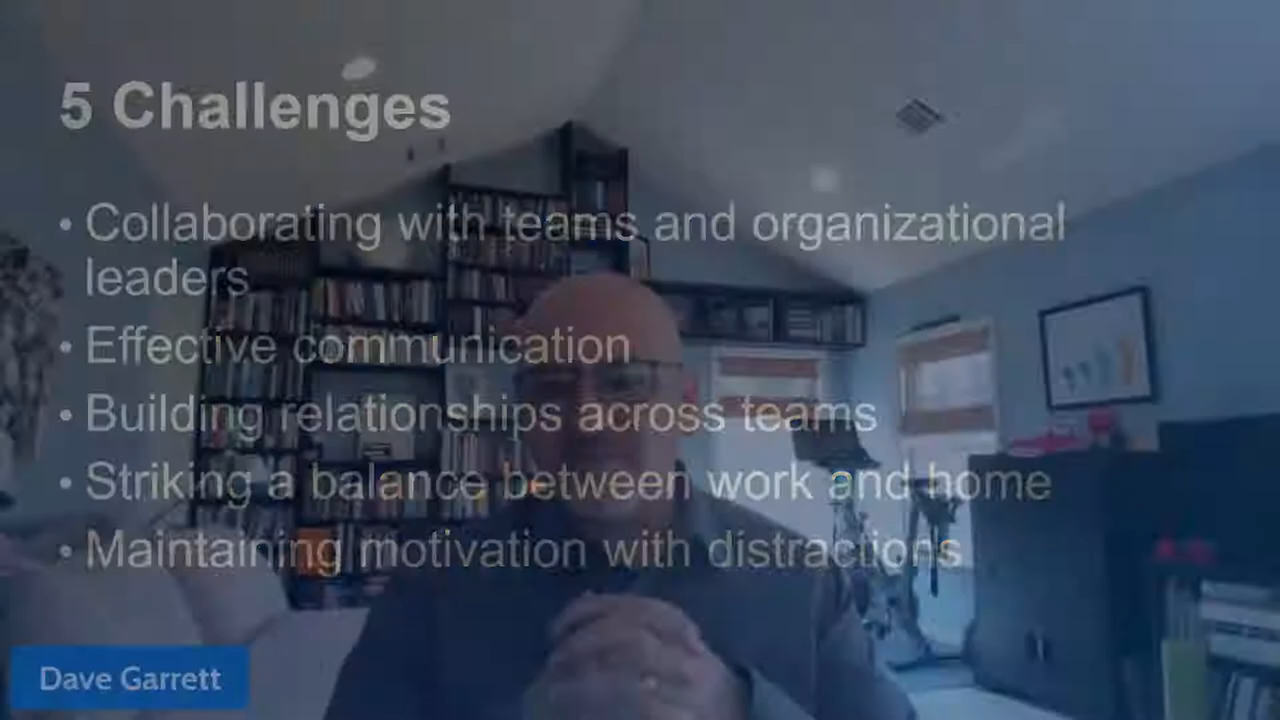 5 Challenges
• Collaborating with teams and organizational
leaders
• Effective communication
• Building relationships across teams
• Striking a balance between work and home
• Maintaining motivation with distractions
Dave Garrett